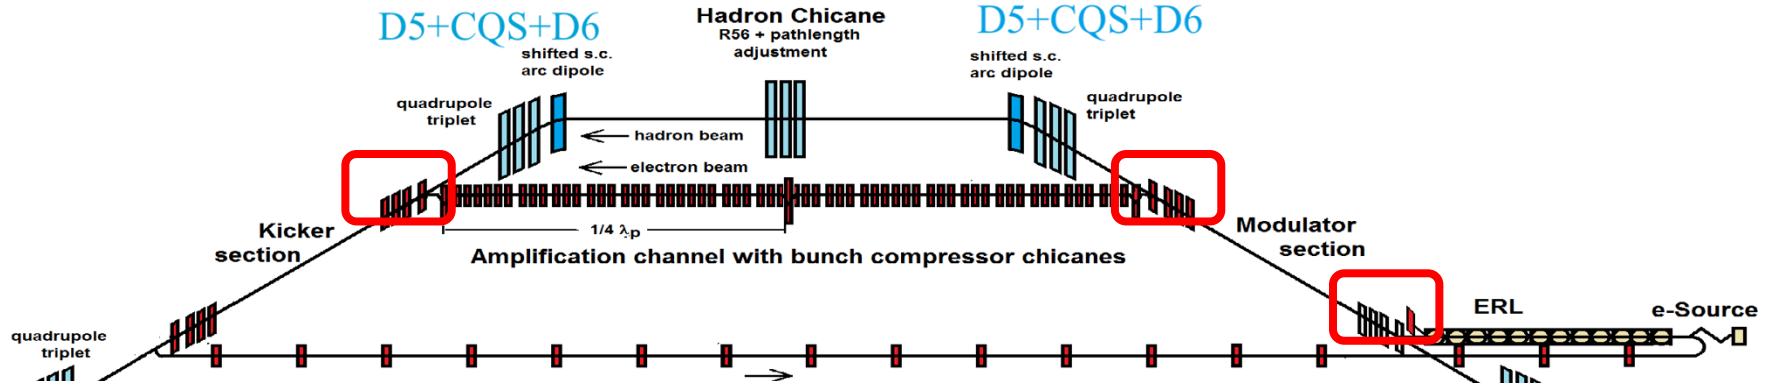 D5+CQS+D6
Hadron Chicane
R56 + pathlength
adjustment
D5+CQS+D6
shifted s.c.
arc dipole
shifted s.c.
arc dipole
quadrupole
triplet
quadrupole
triplet
hadron beam
electron beam
1/4 λp
Kicker
section
Modulator
section
Amplification channel with bunch compressor chicanes
ERL
e-Source
quadrupole
triplet